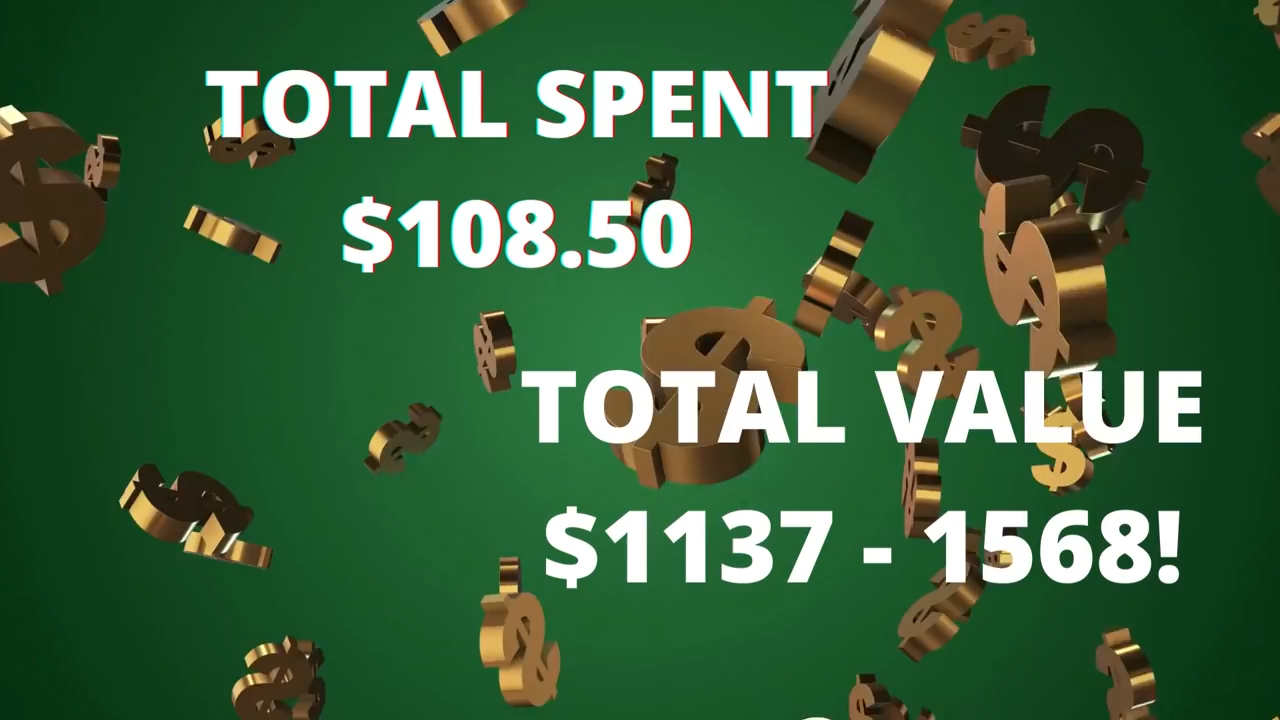 TOTAL SPENT
$108.50
TOTAL VALUE
$1137 - 1568!